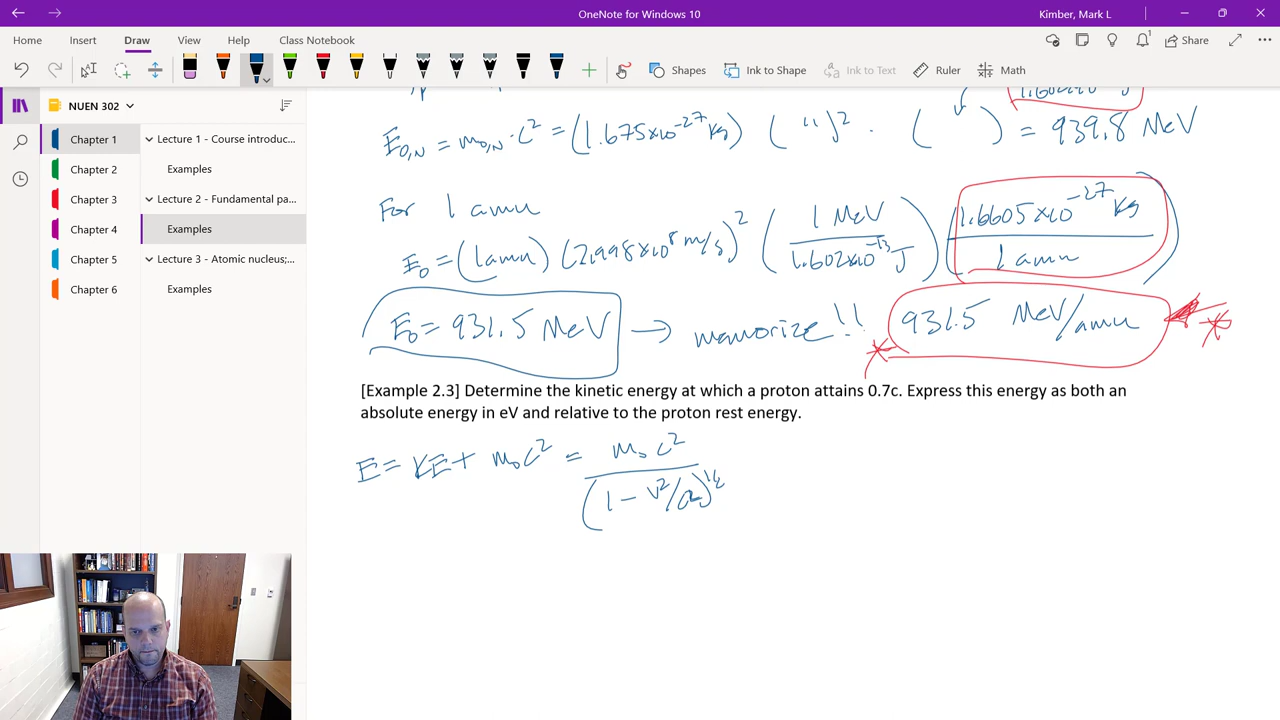 OneNote for Windows 10
Kimber, Mark L
Home Insert Draw View Help Class Notebook
Share
Shapes Ink to Shape Ink to Text Ruler Math
NUEN 302
Chapter 1
Chapter 2
Chapter 3
Chapter 4
Chapter 5
Chapter 6
Lecture 1 - Course introduc...
Examples
Lecture 2 - Fundamental pa...
Examples
Lecture 3 - Atomic nucleus;...
Examples
E₀,N = m₀,N · C² = (1.675x10⁻²⁷ kg) ( " )² · ( ) = 939.8 MeV
For 1 amu
E₀ = (1amu) (2.998x10⁸ m/s)² (1 MeV / 1.602x10⁻¹³ J) (1.6605x10⁻²⁷ kg / 1 amu)
E₀ = 931.5 MeV → memorize!! 931.5 MeV/amu
[Example 2.3] Determine the kinetic energy at which a proton attains 0.7c. Express this energy as both an
absolute energy in eV and relative to the proton rest energy.
E = KE + m₀C² = m₀C² / (1 - v²/c²)^½